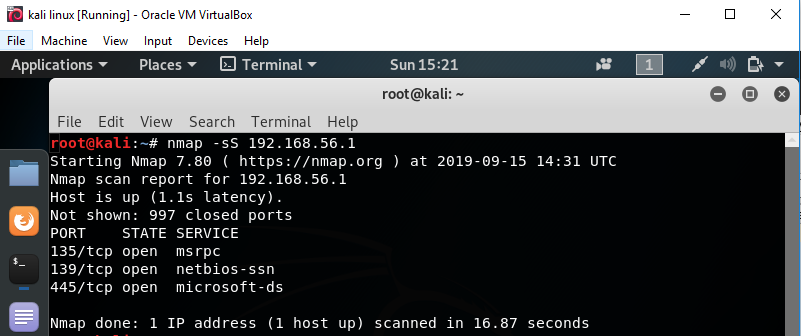 kali linux [Running] - Oracle VM VirtualBox
File Machine View Input Devices Help
Applications Places Terminal Sun 15:21 1
root@kali: ~
File Edit View Search Terminal Help
root@kali:~# nmap -sS 192.168.56.1
Starting Nmap 7.80 ( https://nmap.org ) at 2019-09-15 14:31 UTC
Nmap scan report for 192.168.56.1
Host is up (1.1s latency).
Not shown: 997 closed ports
PORT    STATE SERVICE
135/tcp open  msrpc
139/tcp open  netbios-ssn
445/tcp open  microsoft-ds
Nmap done: 1 IP address (1 host up) scanned in 16.87 seconds